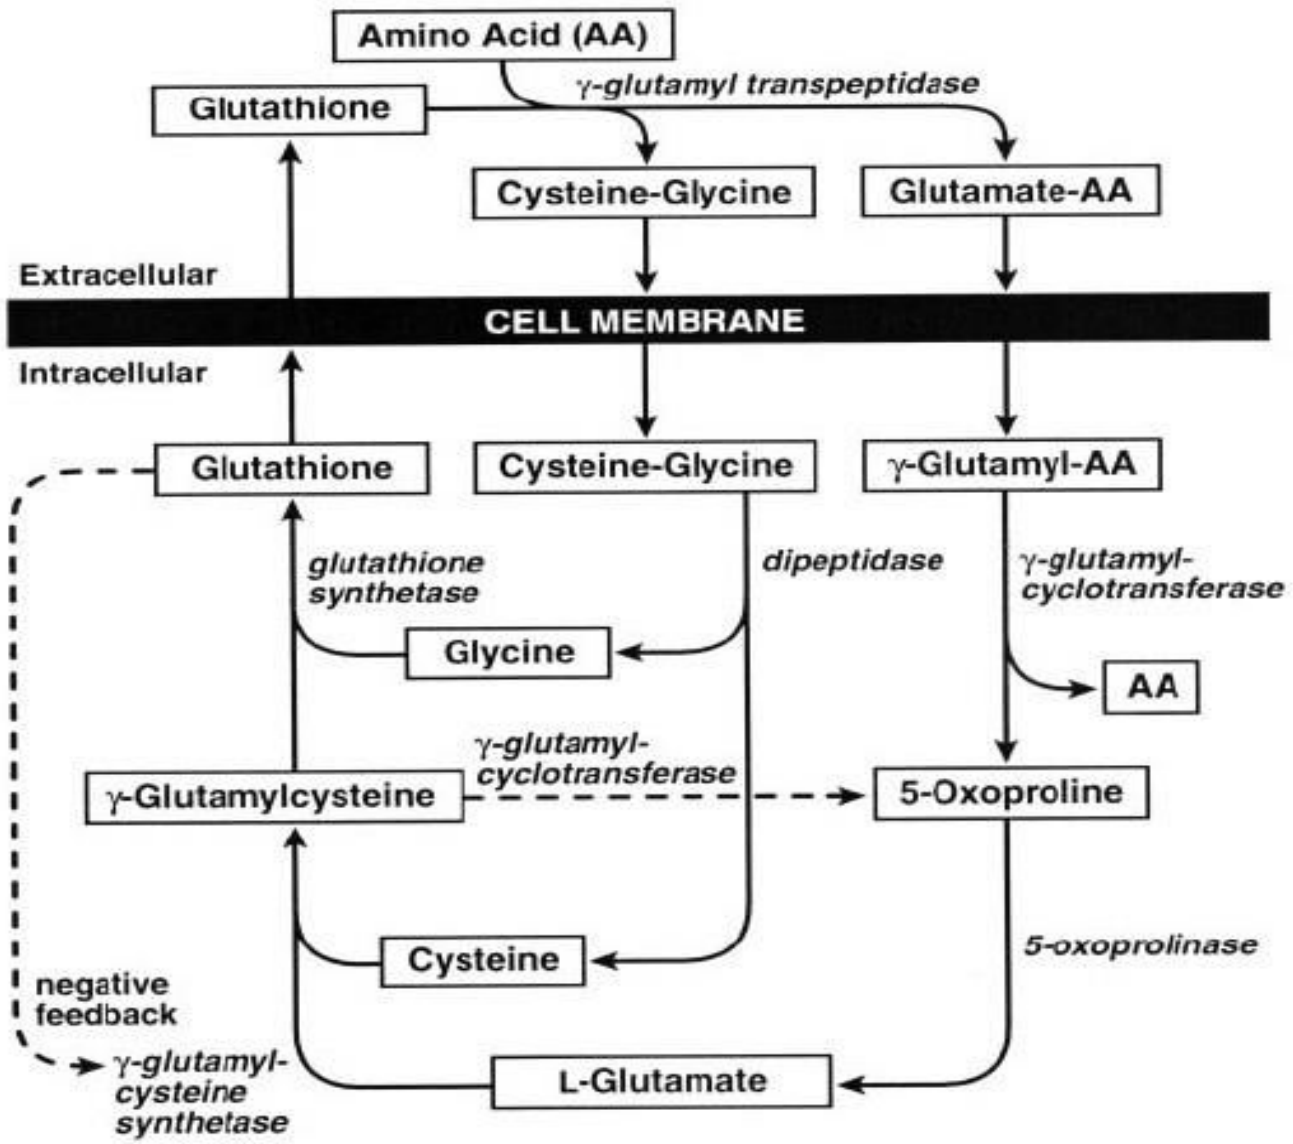 Amino Acid (AA)
γ-glutamyl transpeptidase
Glutathione
Cysteine-Glycine
Glutamate-AA
Extracellular
CELL MEMBRANE
Intracellular
Glutathione
Cysteine-Glycine
γ-Glutamyl-AA
glutathione
synthetase
dipeptidase
γ-glutamyl-
cyclotransferase
Glycine
AA
γ-glutamyl-
cyclotransferase
γ-Glutamylcysteine
5-Oxoproline
Cysteine
5-oxoprolinase
negative
feedback
γ-glutamyl-
cysteine
synthetase
L-Glutamate